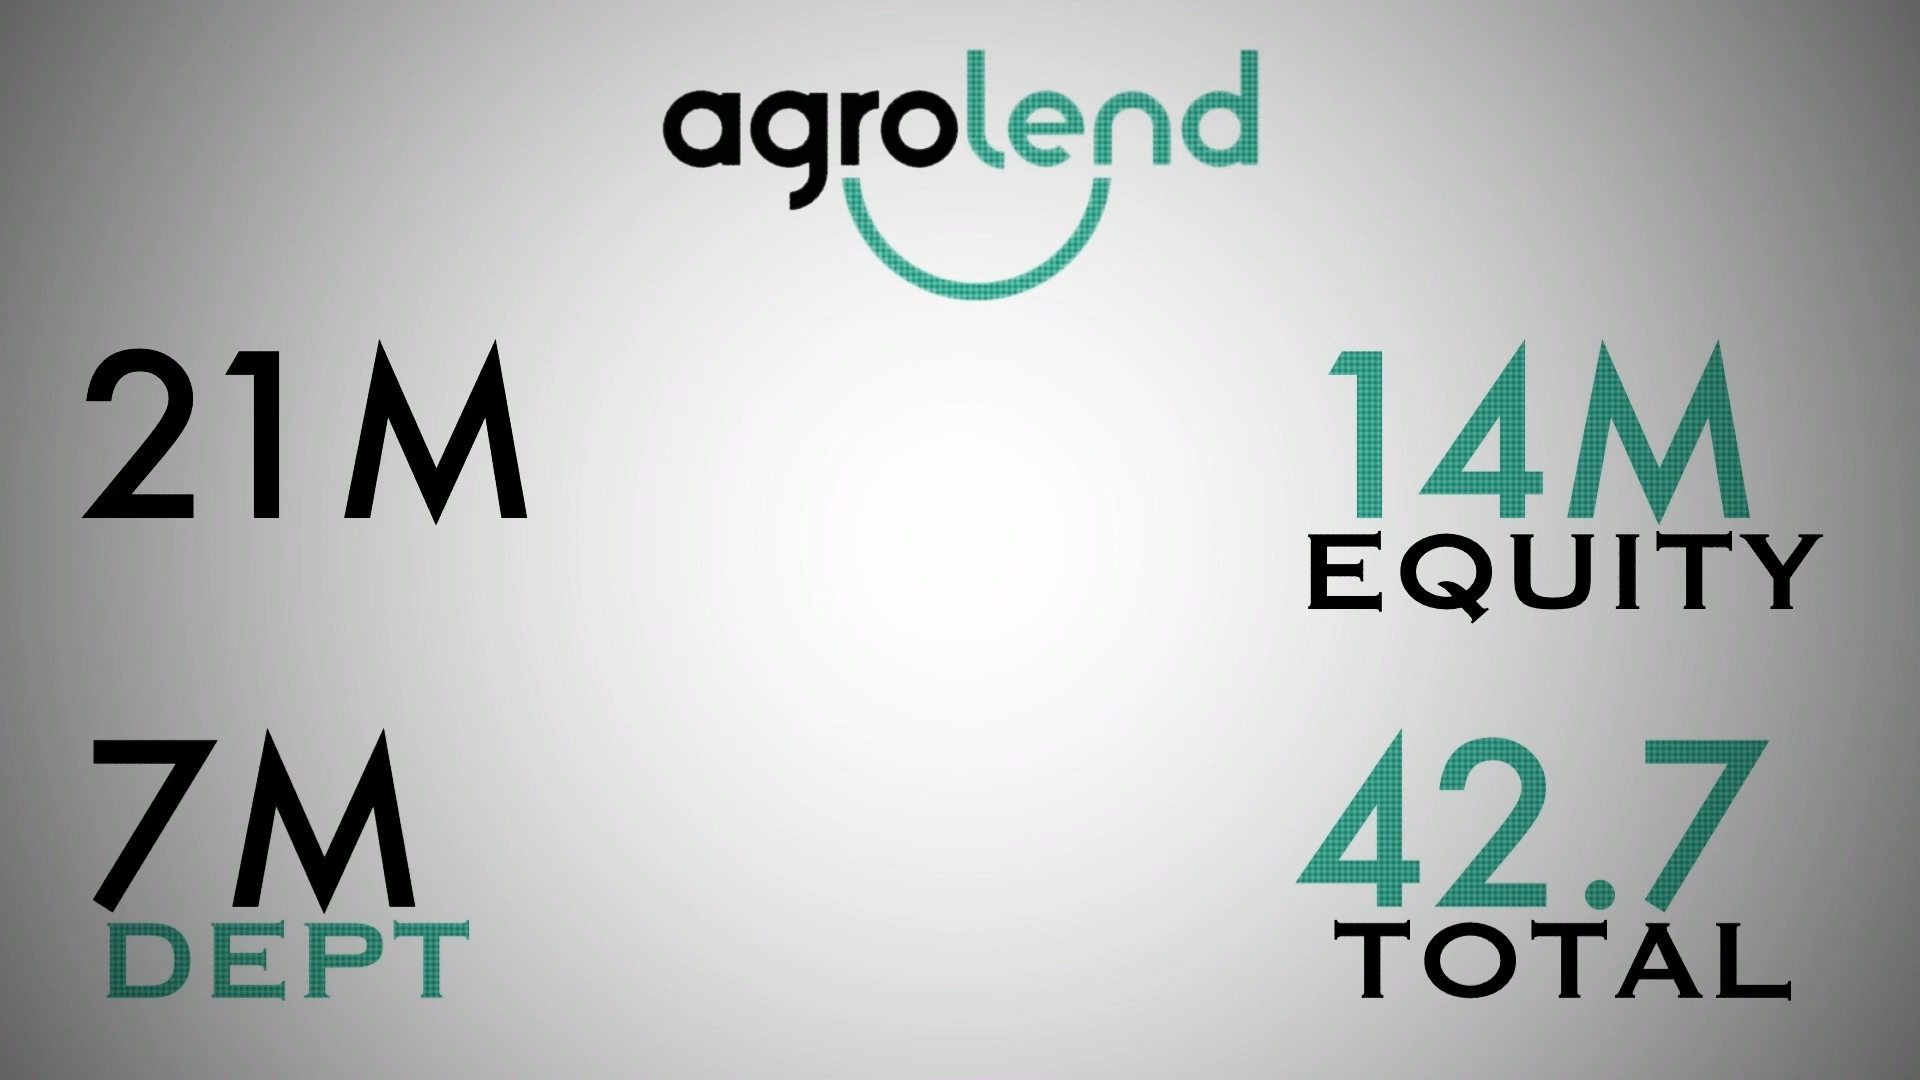 agrolend
21M
14M
EQUITY
7M
DEPT
42.7
TOTAL